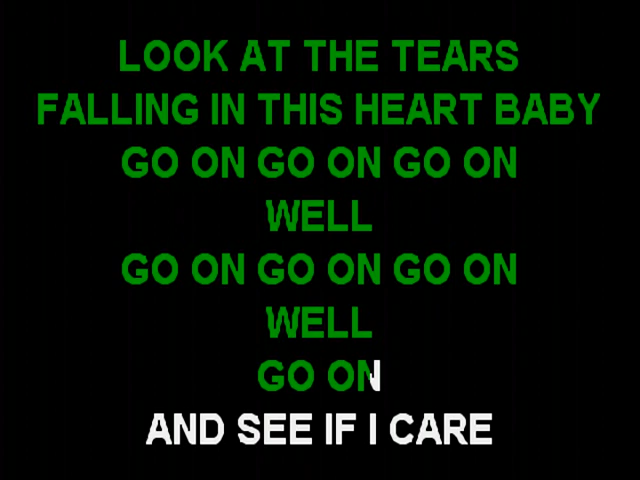 LOOK AT THE TEARS
FALLING IN THIS HEART BABY
GO ON GO ON GO ON
WELL
GO ON GO ON GO ON
WELL
GO ON
AND SEE IF I CARE